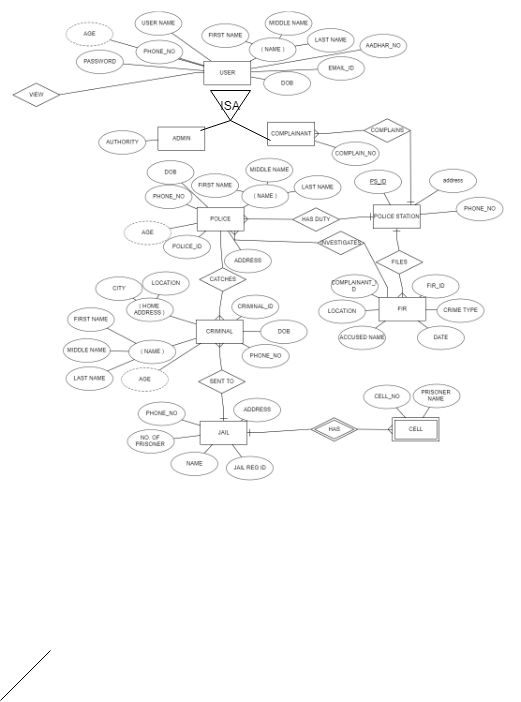 USER NAME
MIDDLE NAME
AGE
FIRST NAME
LAST NAME
PHONE_NO
( NAME )
AADHAR_NO
PASSWORD
EMAIL_ID
USER
DOB
VIEW
ISA
ADMIN
COMPLAINANT
COMPLAINS
AUTHORITY
COMPLAIN_NO
DOB
MIDDLE NAME
FIRST NAME
LAST NAME
PS_ID
address
PHONE_NO
( NAME )
PHONE_NO
POLICE
HAS DUTY
POLICE STATION
AGE
POLICE_ID
INVESTIGATES
ADDRESS
FILES
CATCHES
CITY
LOCATION
COMPLAINANT_I
D
FIR_ID
( HOME
ADDRESS )
CRIMINAL_ID
LOCATION
FIR
CRIME TYPE
FIRST NAME
CRIMINAL
DOB
ACCUSED NAME
DATE
MIDDLE NAME
( NAME )
PHONE_NO
LAST NAME
AGE
SENT TO
CELL_NO
PRISONER
NAME
PHONE_NO
ADDRESS
JAIL
HAS
CELL
NO. OF
PRISONER
NAME
JAIL REG ID